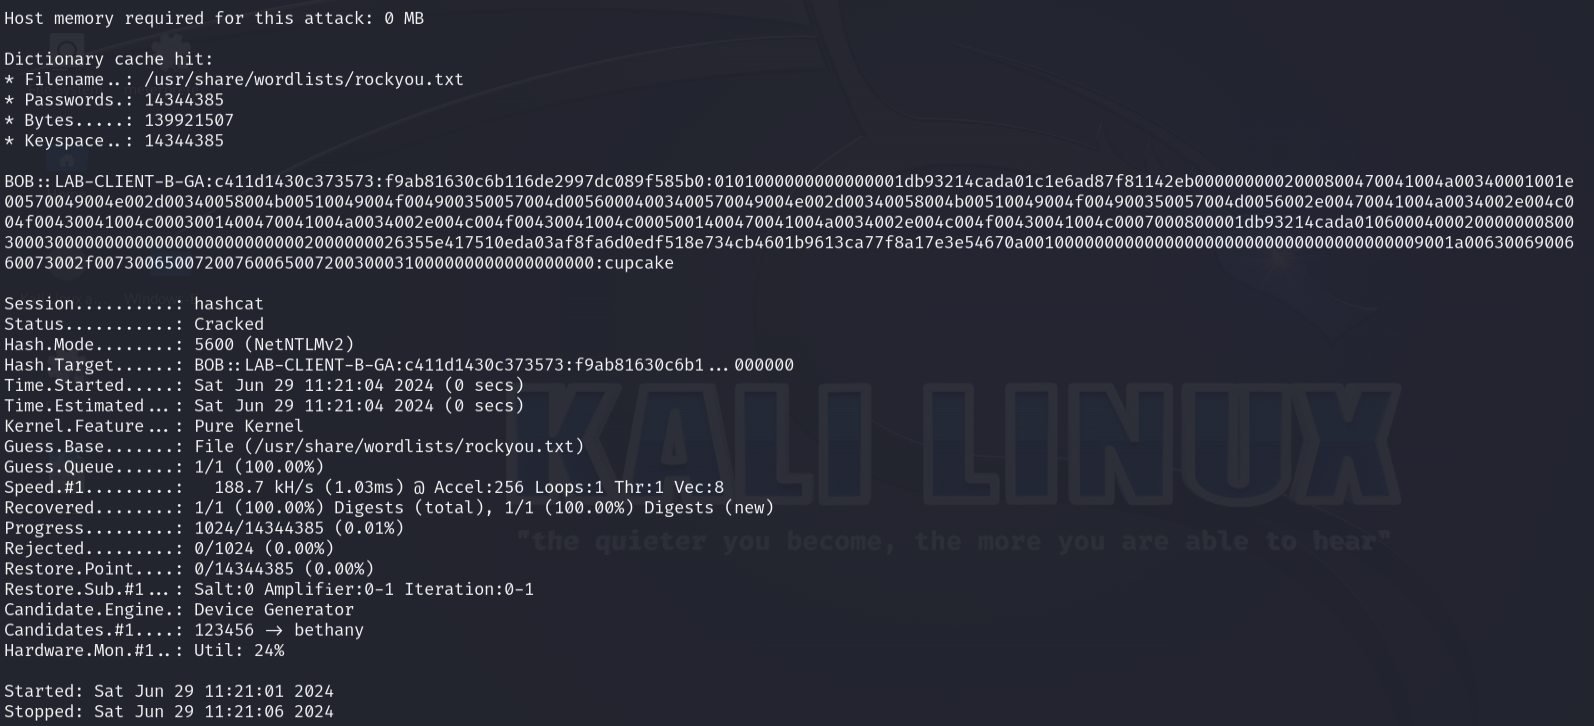 Host memory required for this attack: 0 MB
Dictionary cache hit:
* Filename..: /usr/share/wordlists/rockyou.txt
* Passwords.: 14344385
* Bytes.....: 139921507
* Keyspace..: 14344385
BOB::LAB-CLIENT-B-GA:c411d1430c373573:f9ab81630c6b116de2997dc089f585b0:0101000000000000001db93214cada01c1e6ad87f81142eb0000000002000800470041004a00340001001e
00570049004e002d00340058004b00510049004f004900350057004d00560004003400570049004e002d00340058004b00510049004f004900350057004d0056002e00470041004a0034002e004c0
04f00430041004c0003001400470041004a0034002e004c004f00430041004c0005001400470041004a0034002e004c004f00430041004c0007000800001db93214cada0106000400020000000800
3000300000000000000000000000002000000026355e417510eda03af8fa6d0edf518e734cb4601b9613ca77f8a17e3e54670a0010000000000000000000000000000000000009001a00630069006
60073002f007300650072007600650072003000310000000000000000000:cupcake
Session..........: hashcat
Status...........: Cracked
Hash.Mode........: 5600 (NetNTLMv2)
Hash.Target......: BOB::LAB-CLIENT-B-GA:c411d1430c373573:f9ab81630c6b1...000000
Time.Started.....: Sat Jun 29 11:21:04 2024 (0 secs)
Time.Estimated...: Sat Jun 29 11:21:04 2024 (0 secs)
Kernel.Feature...: Pure Kernel
Guess.Base.......: File (/usr/share/wordlists/rockyou.txt)
Guess.Queue......: 1/1 (100.00%)
Speed.#1.........:   188.7 kH/s (1.03ms) @ Accel:256 Loops:1 Thr:1 Vec:8
Recovered........: 1/1 (100.00%) Digests (total), 1/1 (100.00%) Digests (new)
Progress.........: 1024/14344385 (0.01%)
Rejected.........: 0/1024 (0.00%)
Restore.Point....: 0/14344385 (0.00%)
Restore.Sub.#1...: Salt:0 Amplifier:0-1 Iteration:0-1
Candidate.Engine.: Device Generator
Candidates.#1....: 123456 -> bethany
Hardware.Mon.#1..: Util: 24%
Started: Sat Jun 29 11:21:01 2024
Stopped: Sat Jun 29 11:21:06 2024
KALI LINUX
"the quieter you become, the more you are able to hear"